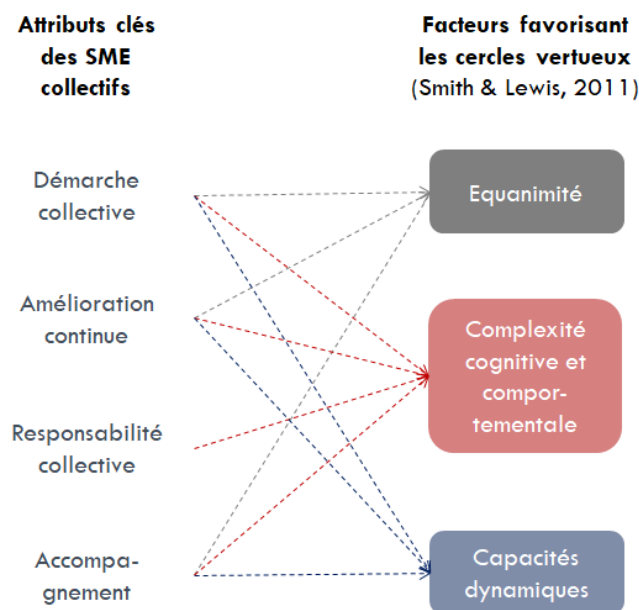 Attributs clés
des SME
collectifs
Facteurs favorisant
les cercles vertueux
(Smith & Lewis, 2011)
Démarche
collective
Equanimité
Amélioration
continue
Complexité
cognitive et
compor-
tementale
Responsabilité
collective
Accompa-
gnement
Capacités
dynamiques